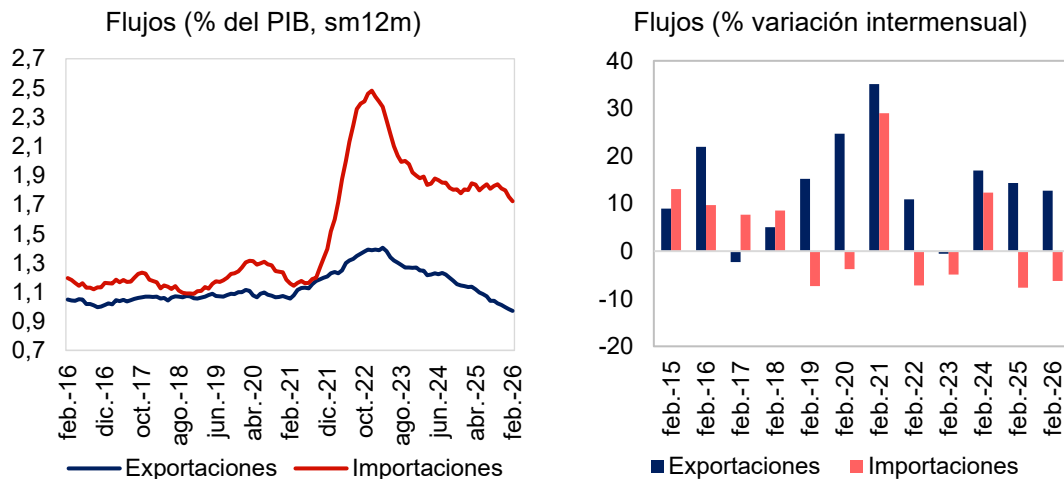 Flujos (% del PIB, sm12m)
2,7
2,5
2,3
2,1
1,9
1,7
1,5
1,3
1,1
0,9
0,7
feb.-16
dic.-16
oct.-17
ago.-18
jun.-19
abr.-20
feb.-21
dic.-21
oct.-22
ago.-23
jun.-24
abr.-25
feb.-26
Exportaciones
Importaciones
Flujos (% variación intermensual)
40
30
20
10
0
-10
-20
feb.-15
feb.-16
feb.-17
feb.-18
feb.-19
feb.-20
feb.-21
feb.-22
feb.-23
feb.-24
feb.-25
feb.-26
Exportaciones
Importaciones